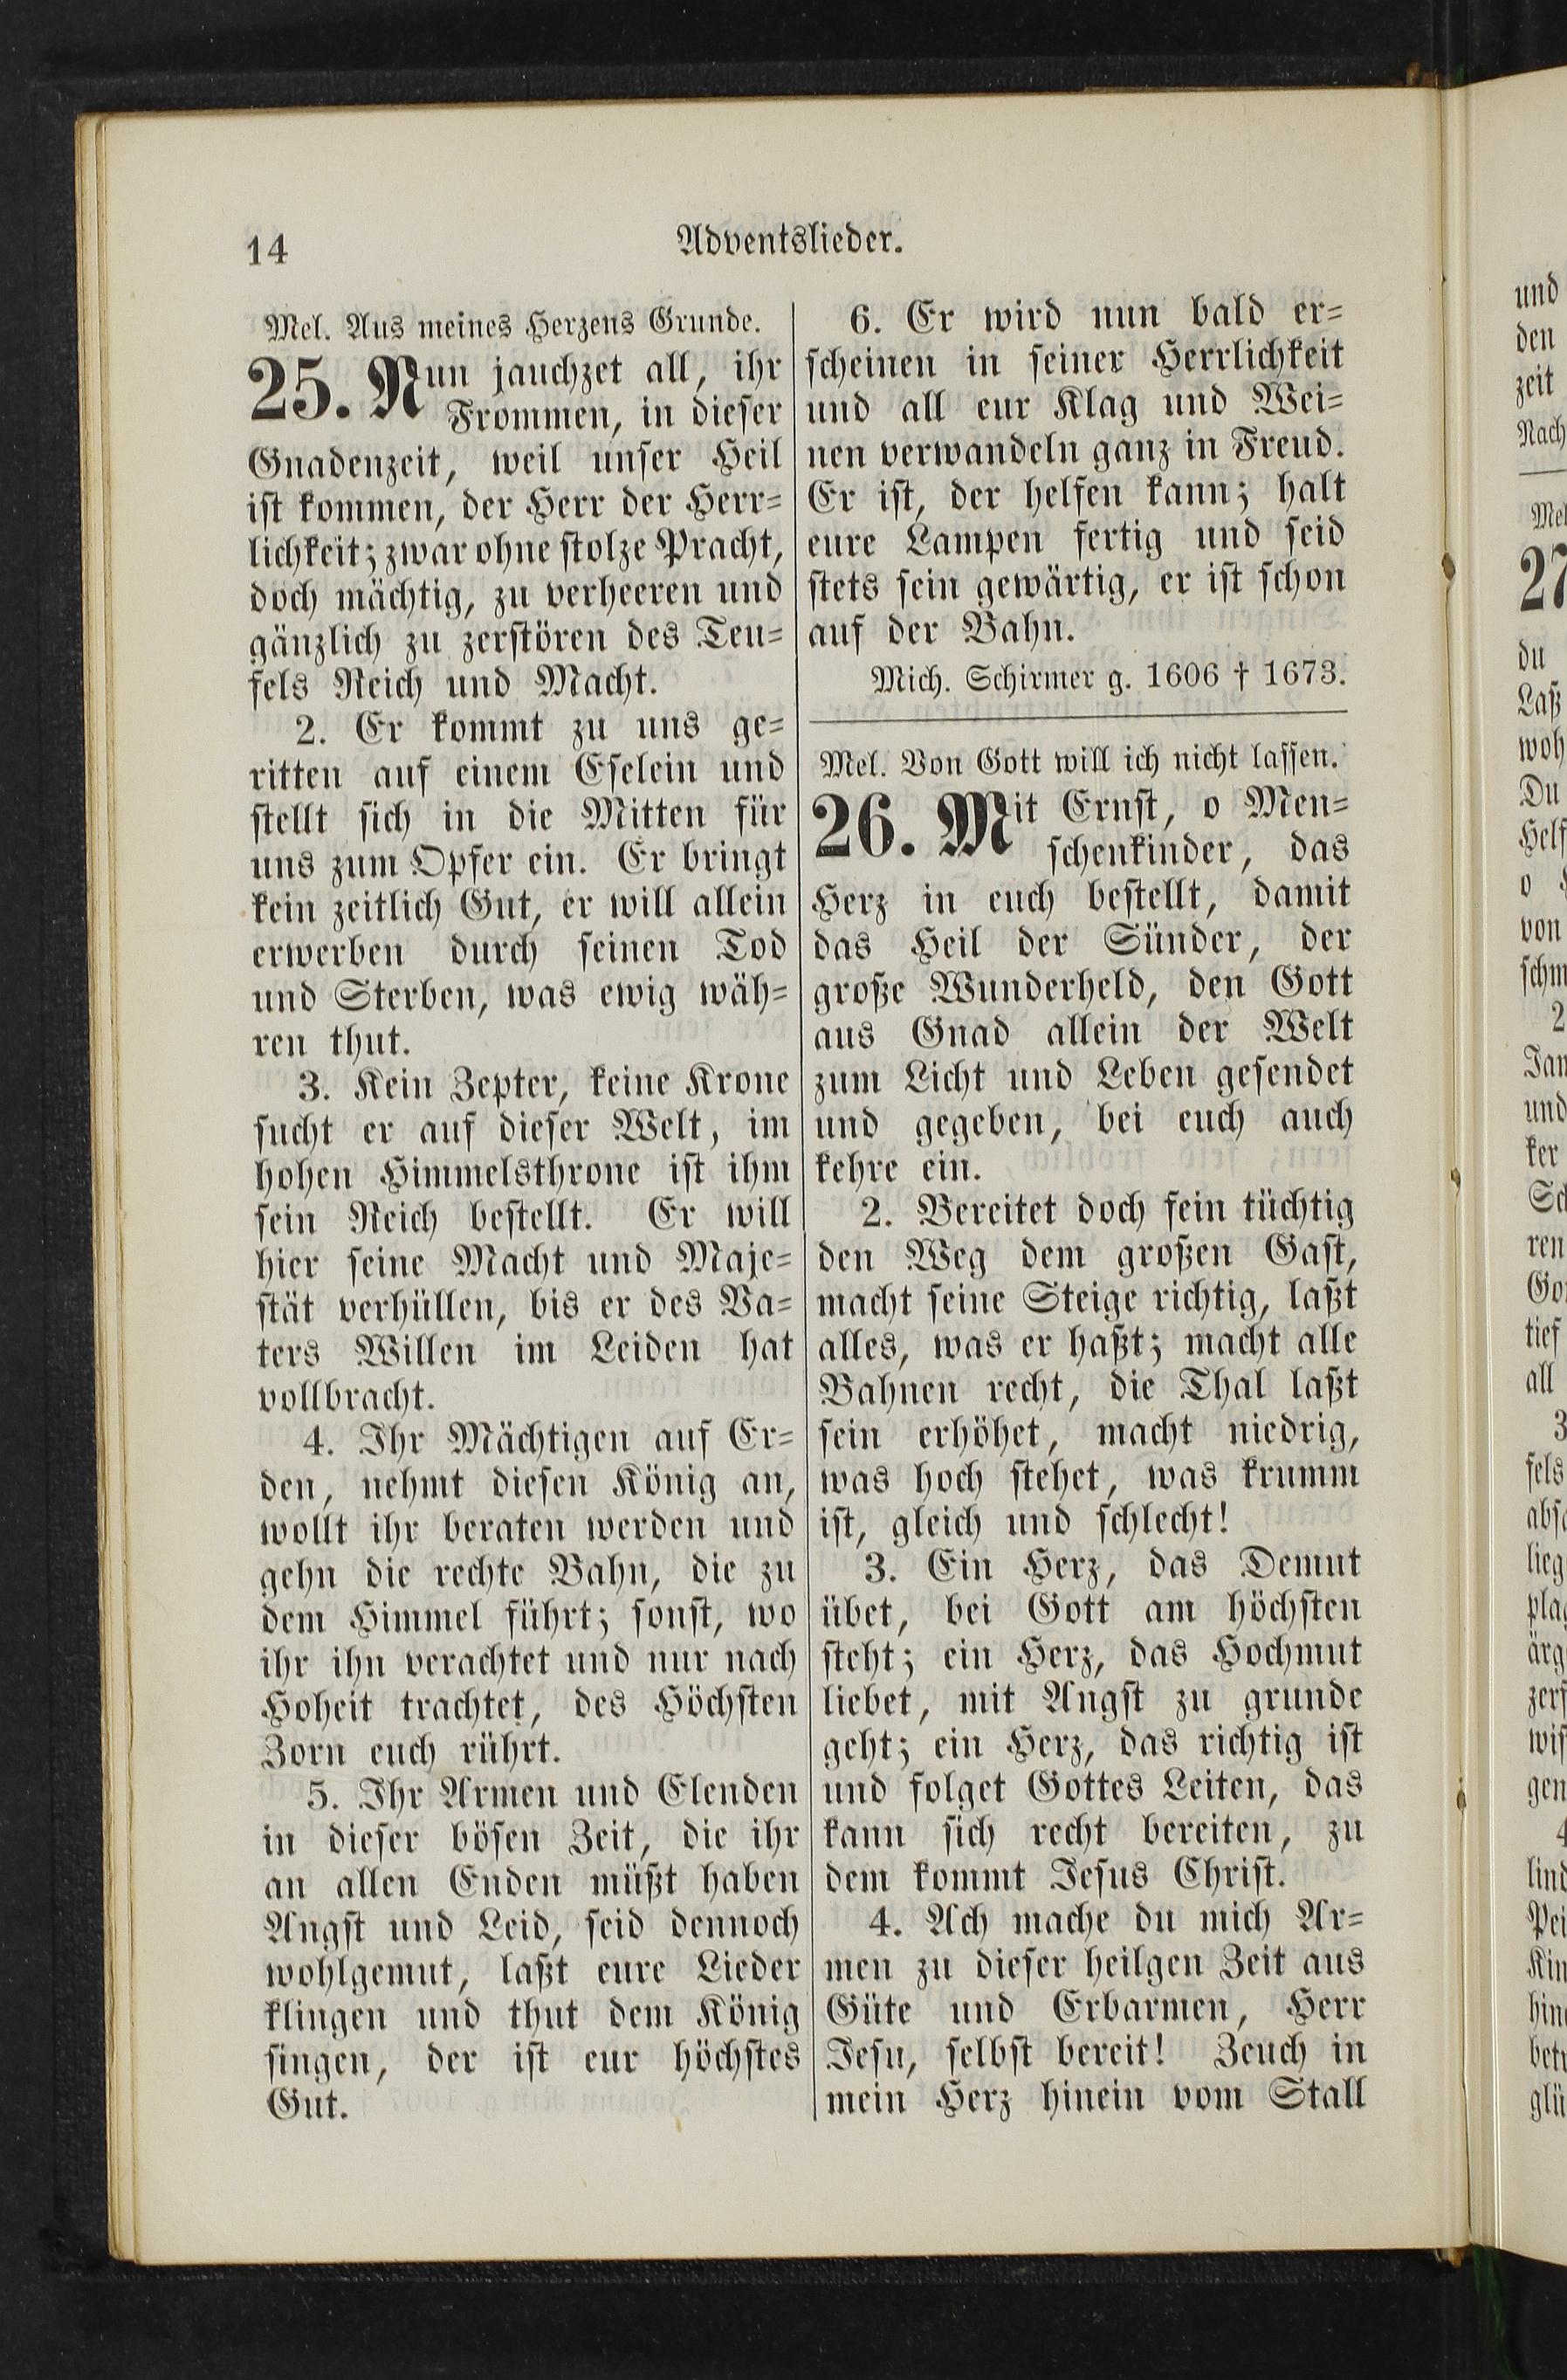 14
Adventslieder.
Mel. Aus meines Herzens Grunde.
25. Nun jauchzet all, ihr
Frommen, in dieser
Gnadenzeit, weil unser Heil
ist kommen, der Herr der Herr=
lichkeit; zwar ohne stolze Pracht,
doch mächtig, zu verheeren und
gänzlich zu zerstören des Teu=
fels Reich und Macht.
2. Er kommt zu uns ge=
ritten auf einem Eselein und
stellt sich in die Mitten für
uns zum Opfer ein. Er bringt
kein zeitlich Gut, er will allein
erwerben durch seinen Tod
und Sterben, was ewig wäh=
ren thut.
3. Kein Zepter, keine Krone
sucht er auf dieser Welt, im
hohen Himmelsthrone ist ihm
sein Reich bestellt. Er will
hier seine Macht und Maje=
stät verhüllen, bis er des Va=
ters Willen im Leiden hat
vollbracht.
4. Ihr Mächtigen auf Er=
den, nehmt diesen König an,
wollt ihr beraten werden und
gehn die rechte Bahn, die zu
dem Himmel führt; sonst, wo
ihr ihn verachtet und nur nach
Hoheit trachtet, des Höchsten
Zorn euch rührt.
5. Ihr Armen und Elenden
in dieser bösen Zeit, die ihr
an allen Enden müßt haben
Angst und Leid, seid dennoch
wohlgemut, laßt eure Lieder
klingen und thut dem König
singen, der ist eur höchstes
Gut.
6. Er wird nun bald er=
scheinen in seiner Herrlichkeit
und all eur Klag und Wei=
nen verwandeln ganz in Freud.
Er ist, der helfen kann; halt
eure Lampen fertig und seid
stets sein gewärtig, er ist schon
auf der Bahn.
Mich. Schirmer g. 1606 † 1673.
Mel. Von Gott will ich nicht lassen.
26. Mit Ernst, o Men=
schenkinder, das
Herz in euch bestellt, damit
das Heil der Sünder, der
große Wunderheld, den Gott
aus Gnad allein der Welt
zum Licht und Leben gesendet
und gegeben, bei euch auch
kehre ein.
2. Bereitet doch fein tüchtig
den Weg dem großen Gast,
macht seine Steige richtig, laßt
alles, was er haßt; macht alle
Bahnen recht, die Thal laßt
sein erhöhet, macht niedrig,
was hoch stehet, was krumm
ist, gleich und schlecht!
3. Ein Herz, das Demut
übet, bei Gott am höchsten
steht; ein Herz, das Hochmut
liebet, mit Angst zu grunde
geht; ein Herz, das richtig ist
und folget Gottes Leiten, das
kann sich recht bereiten, zu
dem kommt Jesus Christ.
4. Ach mache du mich Ar=
men zu dieser heilgen Zeit aus
Güte und Erbarmen, Herr
Jesu, selbst bereit! Zeuch in
mein Herz hinein vom Stall
und
den
zeit
27
du
Laß
Du
von
2
und
ker
tief
all
3
4